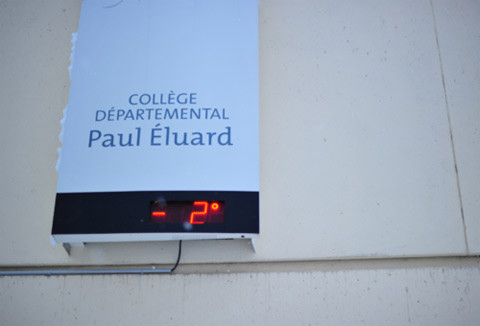 COLLÈGE
DÉPARTEMENTAL
Paul Éluard
- 2°